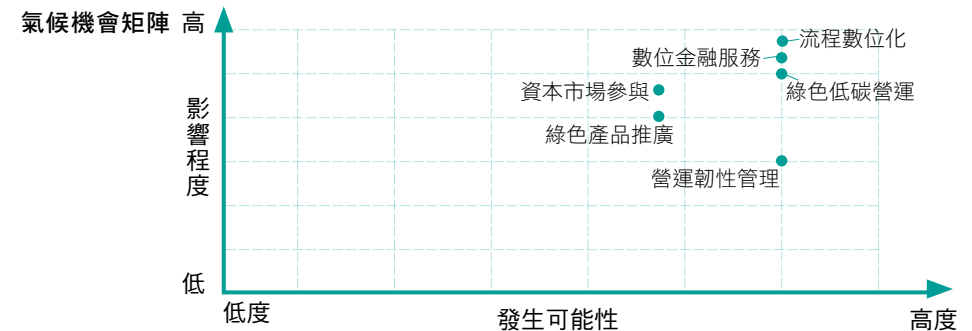 氣候機會矩陣 高
流程數位化
數位金融服務
資本市場參與
綠色低碳營運
影響程度
綠色產品推廣
營運韌性管理
低
低度
發生可能性
高度